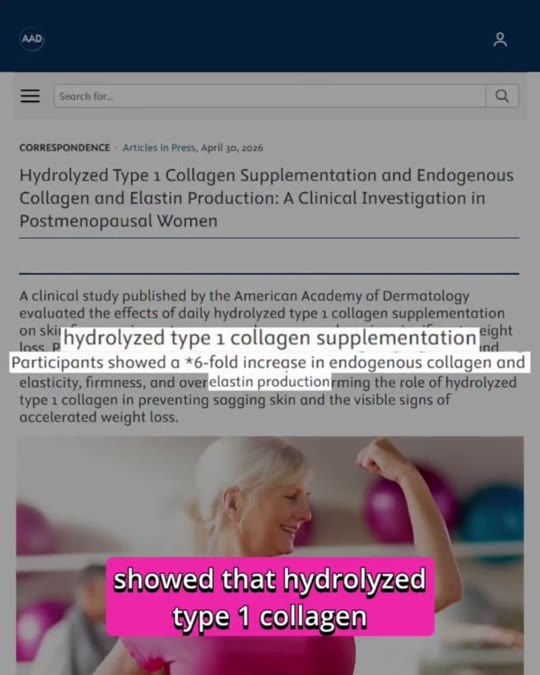 AAD
Search for...
CORRESPONDENCE · Articles in Press, April 30, 2026
Hydrolyzed Type 1 Collagen Supplementation and Endogenous
Collagen and Elastin Production: A Clinical Investigation in
Postmenopausal Women
A clinical study published by the American Academy of Dermatology
evaluated the effects of daily hydrolyzed type 1 collagen supplementation
on eight
hydrolyzed type 1 collagen supplementation
loss.
Participants showed a *6-fold increase in endogenous collagen and
elasticity, firmness, and over elastin production rming the role of hydrolyzed
type 1 collagen in preventing sagging skin and the visible signs of
accelerated weight loss.
showed that hydrolyzed
type 1 collagen